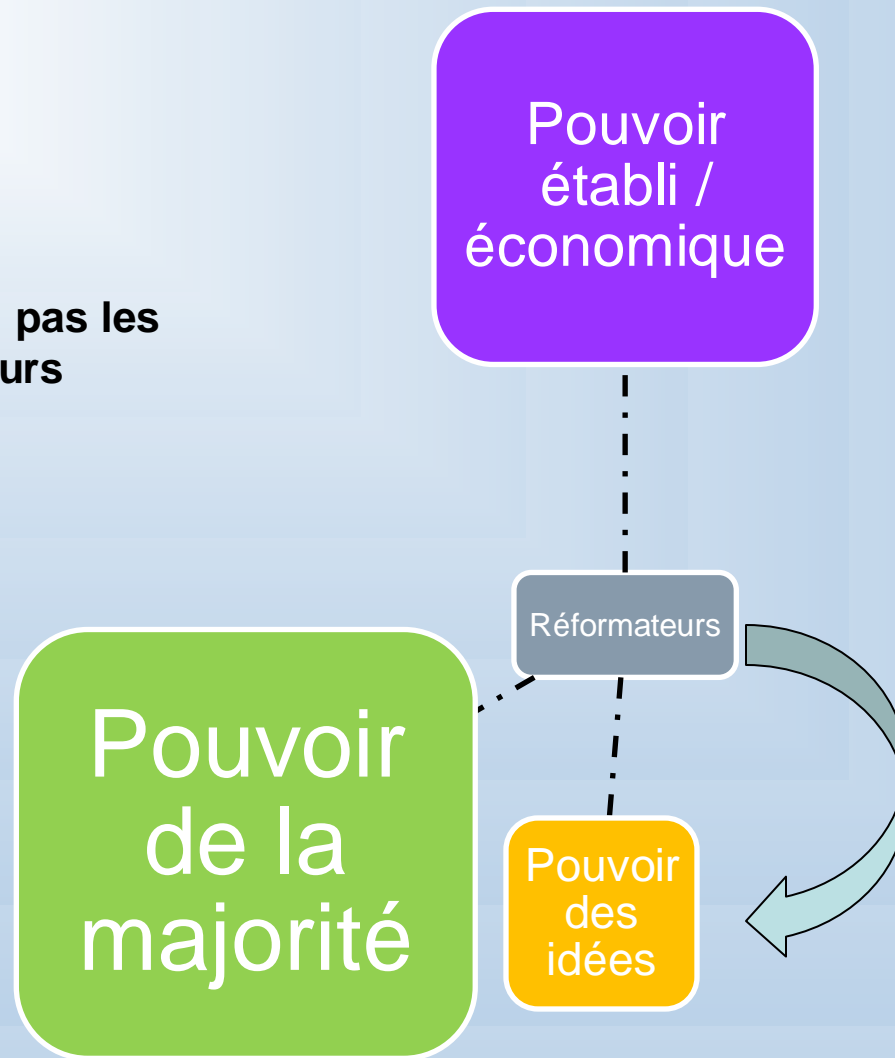 Pouvoir
établi /
économique
pas les
urs
Réformateurs
Pouvoir
de la
majorité
Pouvoir
des
idées